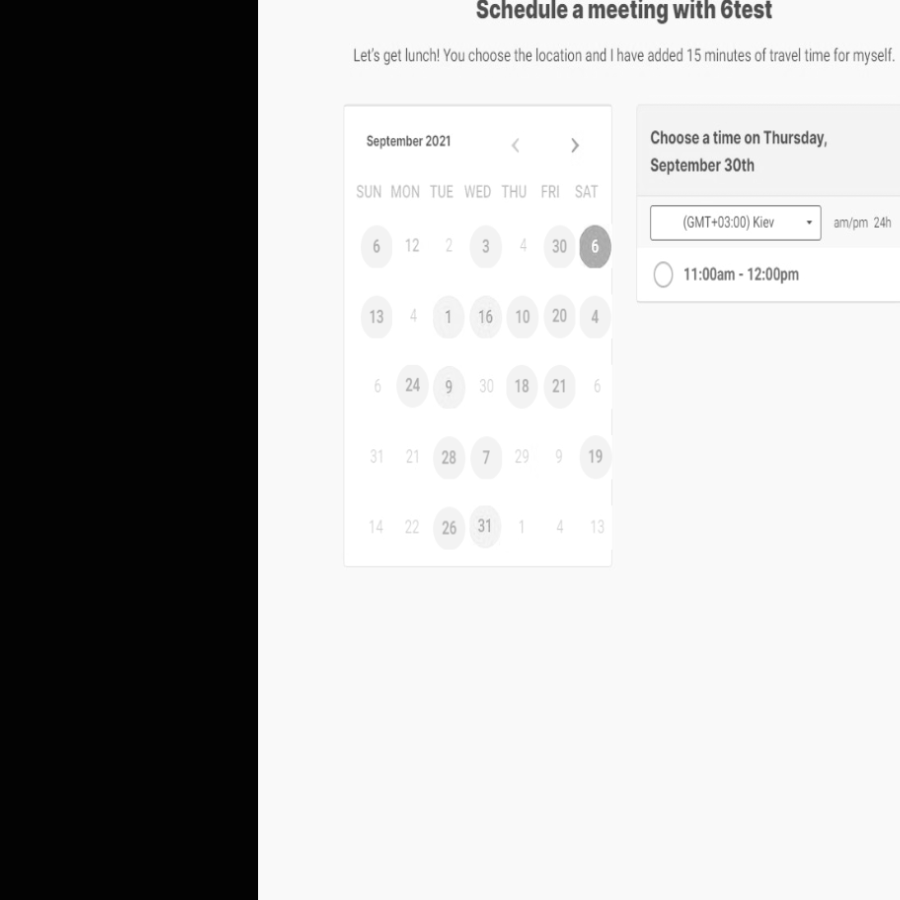 Schedule a meeting with 6test
Let's get lunch! You choose the location and I have added 15 minutes of travel time for myself.
September 2021
SUN MON TUE WED THU FRI SAT
6 12 2 3 4 30 6
13 4 1 16 10 20 4
6 24 9 30 18 21 6
31 21 28 7 29 9 19
14 22 26 31 1 4 13
Choose a time on Thursday,
September 30th
(GMT+03:00) Kiev am/pm 24h
11:00am - 12:00pm